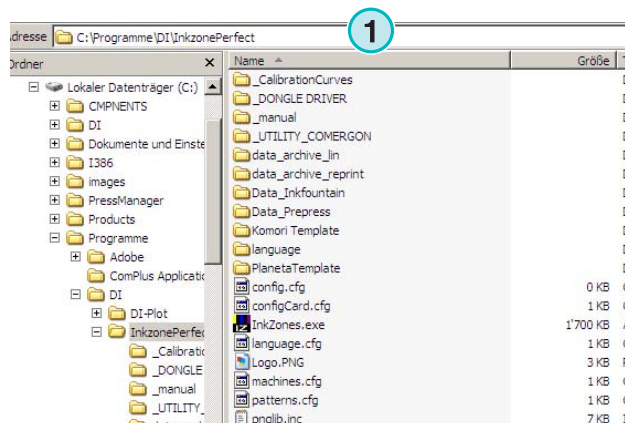 dresse C:\Programme\DI\InkzonePerfect
1
Ordner x
Lokaler Datenträger (C:)
CMPNENTS
DI
Dokumente und Einste
I386
images
PressManager
Products
Programme
Adobe
ComPlus Applicatic
DI
DI-Plot
InkzonePerfec
_Calibratic
_DONGLE
_manual
_UTILITY_
Name Größe
_CalibrationCurves
_DONGLE DRIVER
_manual
_UTILITY_COMERGON
data_archive_lin
data_archive_reprint
Data_Inkfountain
Data_Prepress
Komori Template
language
PlanetaTemplate
config.cfg 0 KB
configCard.cfg 1 KB
InkZones.exe 1'700 KB
language.cfg 1 KB
Logo.PNG 3 KB
machines.cfg 1 KB
patterns.cfg 1 KB
pnglib.inc 7 KB